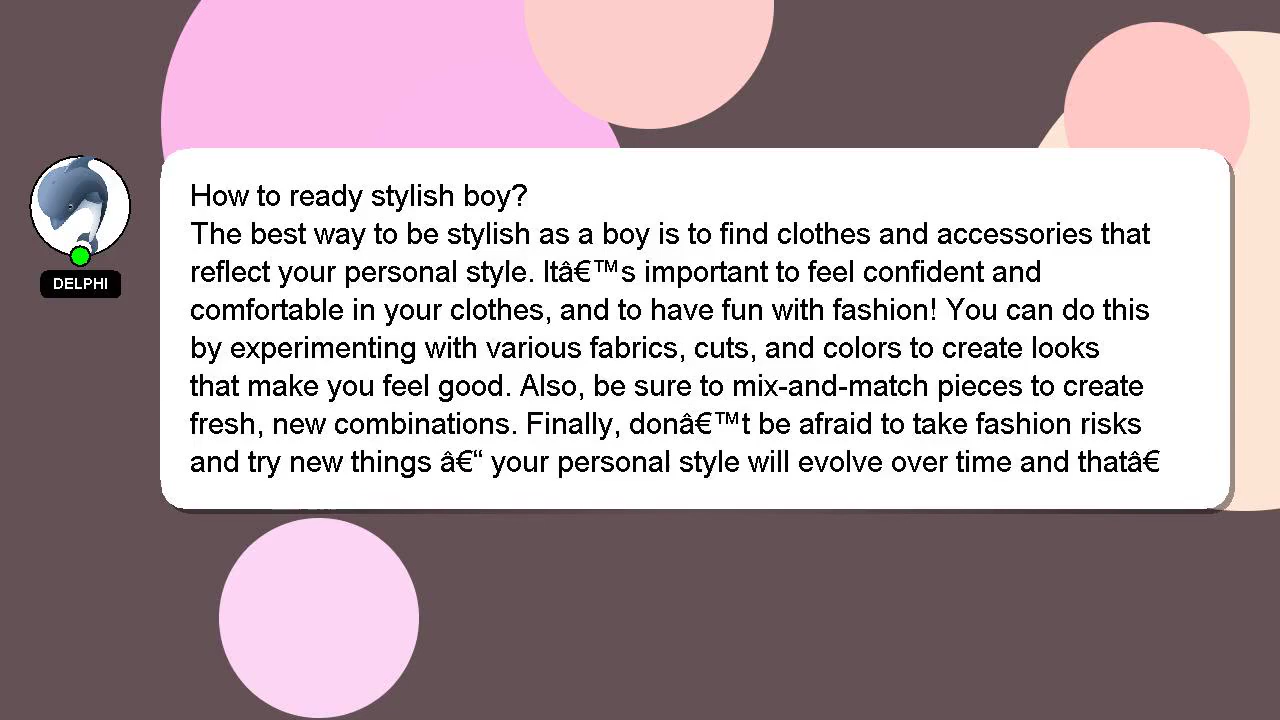 How to ready stylish boy?
The best way to be stylish as a boy is to find clothes and accessories that
reflect your personal style. Itâ€™s important to feel confident and
comfortable in your clothes, and to have fun with fashion! You can do this
by experimenting with various fabrics, cuts, and colors to create looks
that make you feel good. Also, be sure to mix-and-match pieces to create
fresh, new combinations. Finally, donâ€™t be afraid to take fashion risks
and try new things â€“ your personal style will evolve over time and thatâ€
DELPHI